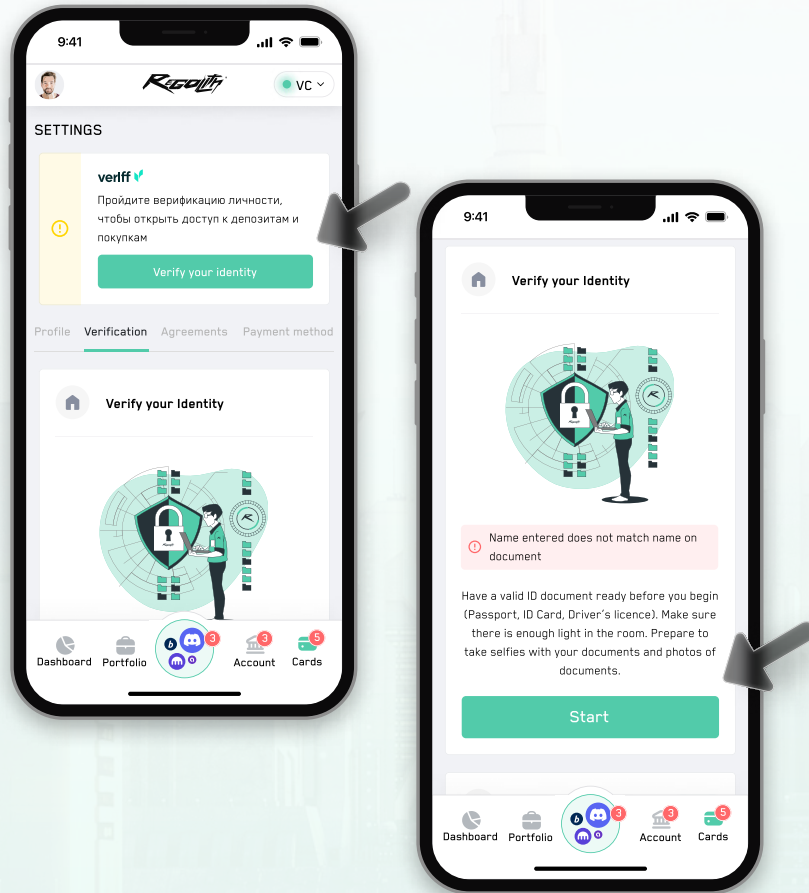 9:41
REGOLITH
VC
SETTINGS
veriff
Пройдите верификацию личности,
чтобы открыть доступ к депозитам и
покупкам
Verify your identity
Profile Verification Agreements Payment method
Verify your Identity
3 3 5
Dashboard Portfolio Account Cards
9:41
Verify your Identity
Name entered does not match name on
document
Have a valid ID document ready before you begin
(Passport, ID Card, Driver´s licence). Make sure
there is enough light in the room. Prepare to
take selfies with your documents and photos of
documents.
Start
3 3 5
Dashboard Portfolio Account Cards